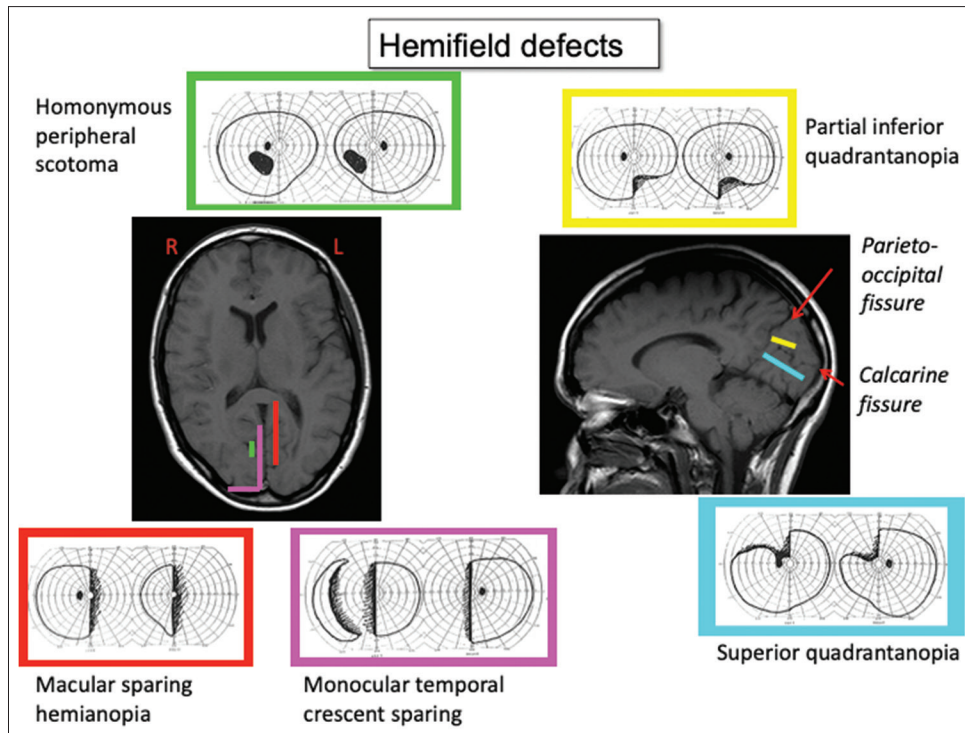 Hemifield defects
Homonymous
peripheral
scotoma
Partial inferior
quadrantanopia
R
L
Parieto-
occipital
fissure
Calcarine
fissure
Macular sparing
hemianopia
Monocular temporal
crescent sparing
Superior quadrantanopia